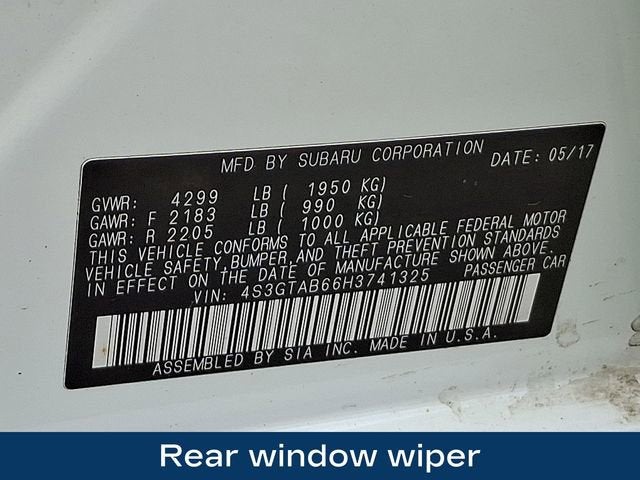 MFD BY SUBARU CORPORATION DATE: 05/17
GVWR: 4299 LB ( 1950 KG)
GAWR: F 2183 LB ( 990 KG)
GAWR: R 2205 LB ( 1000 KG)
THIS VEHICLE CONFORMS TO ALL APPLICABLE FEDERAL MOTOR
VEHICLE SAFETY, BUMPER, AND THEFT PREVENTION STANDARDS
IN EFFECT ON THE DATE OF MANUFACTURE SHOWN ABOVE.
VIN: 4S3GTAB66H3741325 PASSENGER CAR
ASSEMBLED BY SIA INC. MADE IN U.S.A.
Rear window wiper